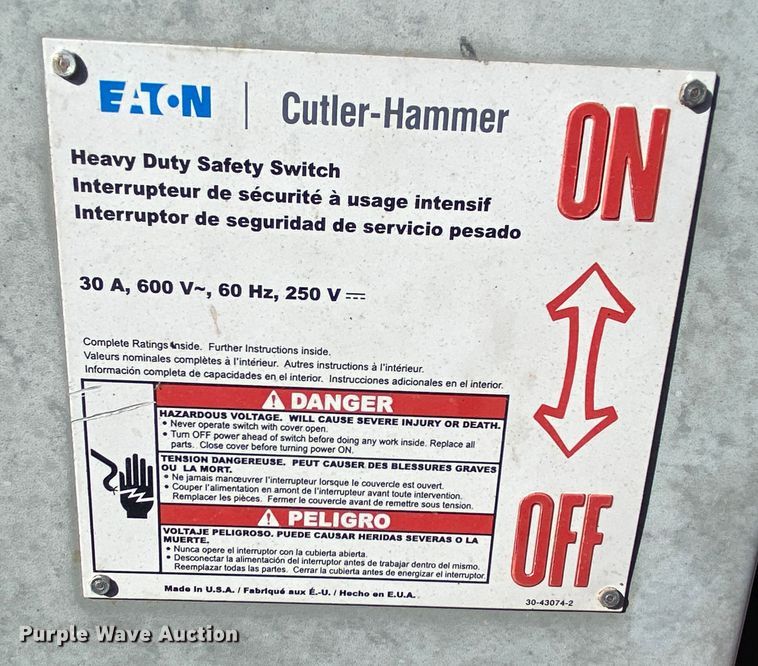 EATON | Cutler-Hammer
ON
Heavy Duty Safety Switch
Interrupteur de sécurité à usage intensif
Interruptor de seguridad de servicio pesado
30 A, 600 V~, 60 Hz, 250 V ⎓
Complete Ratings Inside. Further Instructions inside.
Valeurs nominales complètes à l'intérieur. Autres instructions à l'intérieur.
Información completa de capacidades en el interior. Instrucciones adicionales en el interior.
⚠ DANGER
HAZARDOUS VOLTAGE. WILL CAUSE SEVERE INJURY OR DEATH.
• Never operate switch with cover open.
• Turn OFF power ahead of switch before doing any work inside. Replace all
parts. Close cover before turning power ON.
TENSION DANGEREUSE. PEUT CAUSER DES BLESSURES GRAVES
OU LA MORT.
• Ne jamais manœuvrer l'interrupteur lorsque le couvercle est ouvert.
• Couper l'alimentation en amont de l'interrupteur avant toute intervention.
Remplacer les pièces. Fermer le couvercle avant de remettre sous tension.
⚠ PELIGRO
VOLTAJE PELIGROSO. PUEDE CAUSAR HERIDAS SEVERAS O LA
MUERTE.
• Nunca opere el interruptor con la cubierta abierta.
• Desconectar la alimentación del interruptor antes de trabajar dentro del mismo.
Reemplazar todas las partes. Cerrar la cubierta antes de energizar el interruptor.
OFF
Made in U.S.A. / Fabriqué aux É.-U. / Hecho en E.U.A.
30-43074-2
Purple Wave Auction